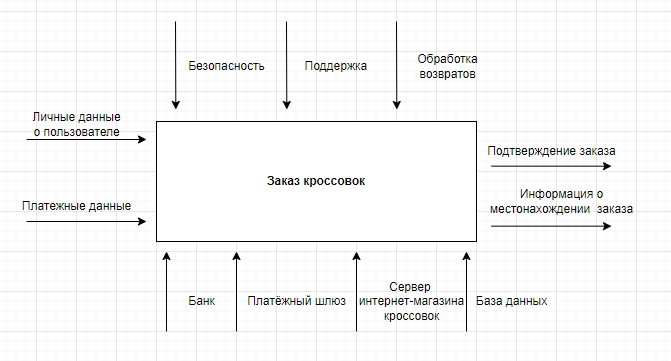 Безопасность
Поддержка
Обработка
возвратов
Личные данные
о пользователе
Платежные данные
Заказ кроссовок
Подтверждение заказа
Информация о
местонахождении заказа
Банк
Платёжный шлюз
Сервер
интернет-магазина
кроссовок
База данных